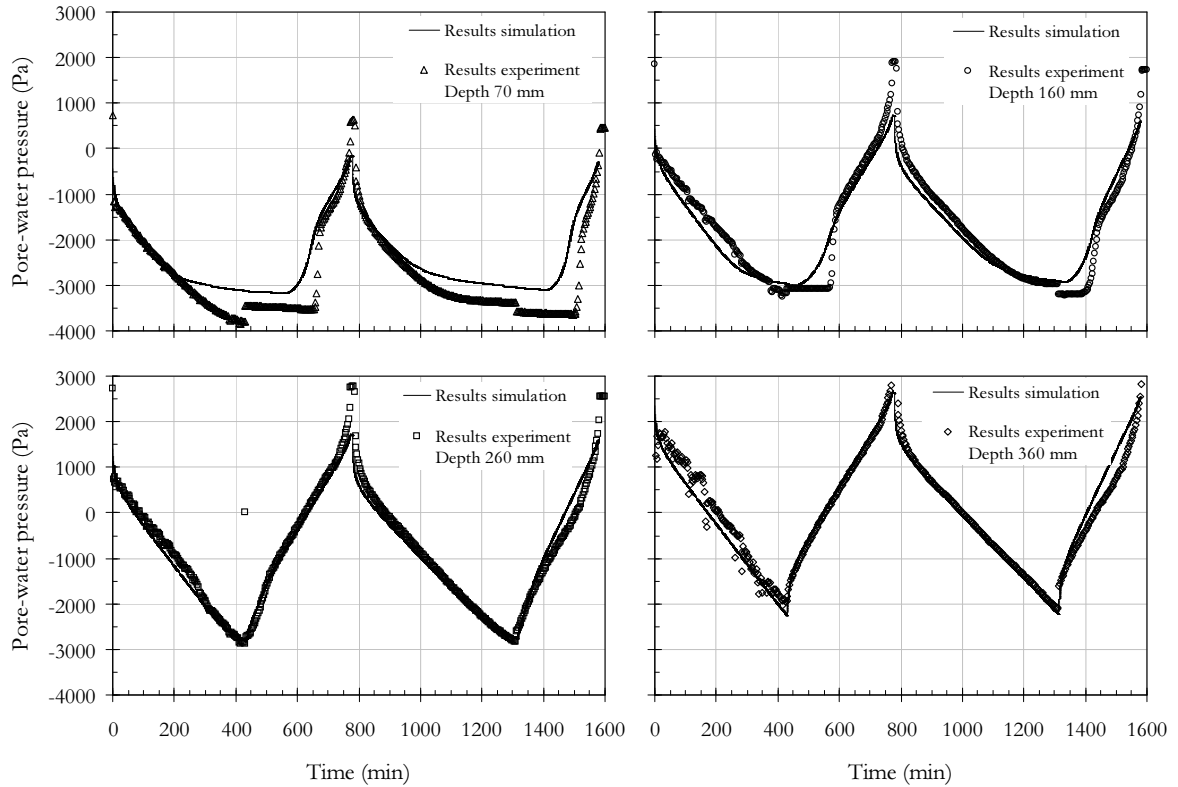 3000
2000
1000
0
-1000
-2000
-3000
-4000
Pore-water pressure (Pa)
Results simulation
Results experiment
Depth 70 mm
Results simulation
Results experiment
Depth 160 mm
3000
2000
1000
0
-1000
-2000
-3000
-4000
Pore-water pressure (Pa)
Results simulation
Results experiment
Depth 260 mm
Results simulation
Results experiment
Depth 360 mm
0 200 400 600 800 1000 1200 1400 1600
0 200 400 600 800 1000 1200 1400 1600
Time (min)
Time (min)